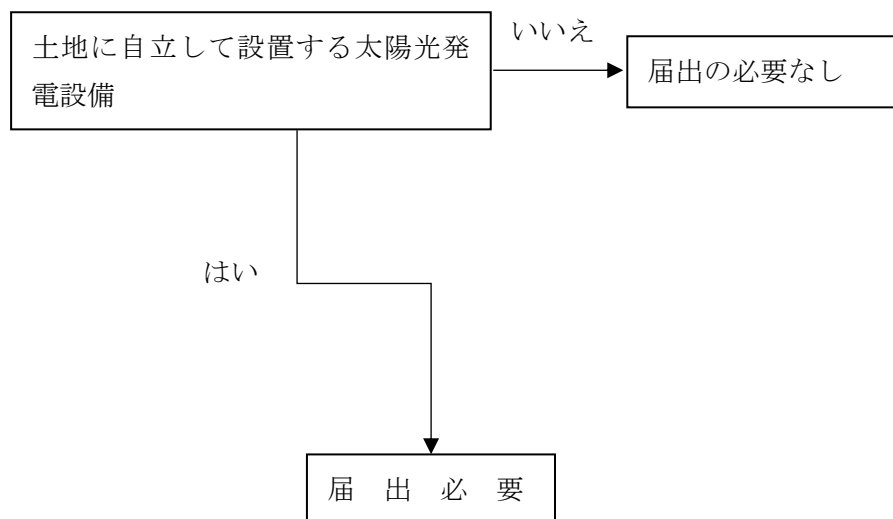 土地に自立して設置する太陽光発
電設備
いいえ
届出の必要なし
はい
届　出　必　要